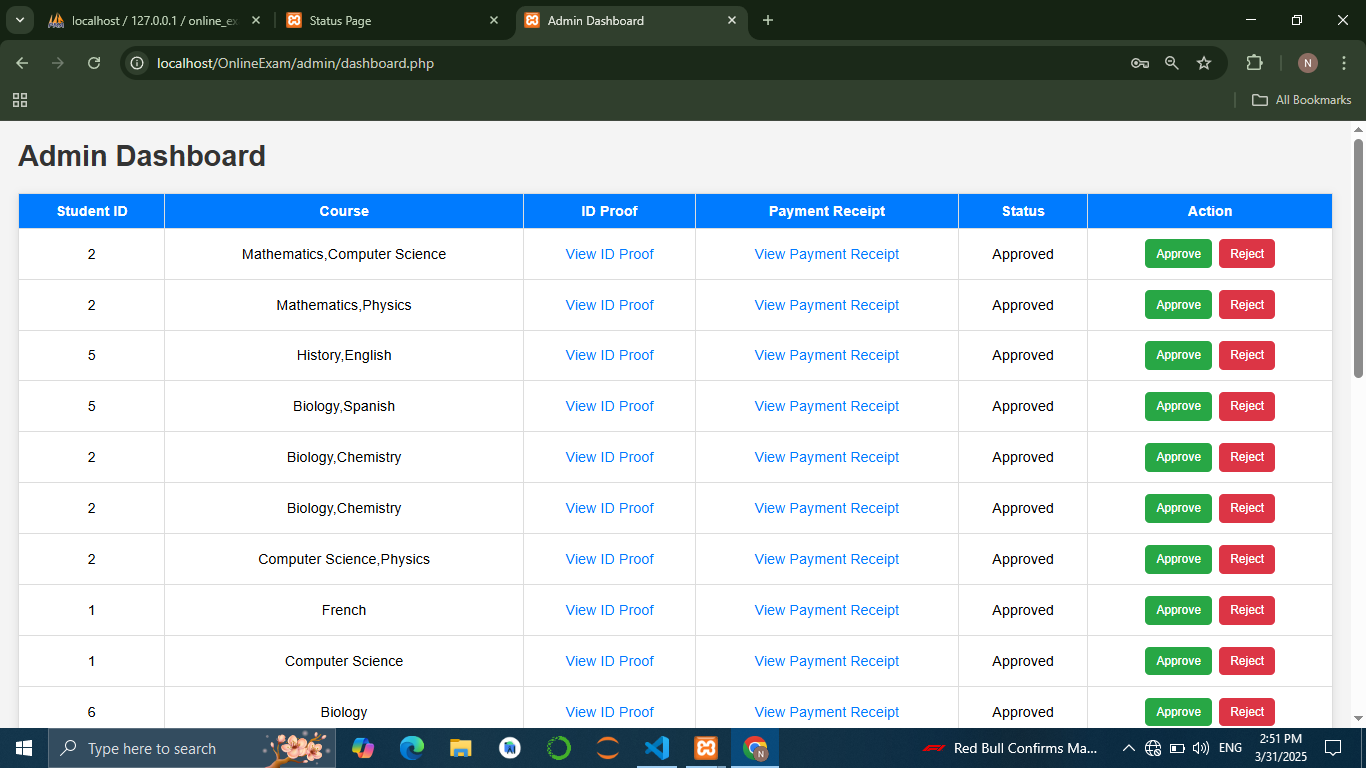 localhost / 127.0.0.1 / online_ex
Status Page
Admin Dashboard
localhost/OnlineExam/admin/dashboard.php
N
All Bookmarks
Admin Dashboard
Student ID Course ID Proof Payment Receipt Status Action
2 Mathematics,Computer Science View ID Proof View Payment Receipt Approved Approve Reject
2 Mathematics,Physics View ID Proof View Payment Receipt Approved Approve Reject
5 History,English View ID Proof View Payment Receipt Approved Approve Reject
5 Biology,Spanish View ID Proof View Payment Receipt Approved Approve Reject
2 Biology,Chemistry View ID Proof View Payment Receipt Approved Approve Reject
2 Biology,Chemistry View ID Proof View Payment Receipt Approved Approve Reject
2 Computer Science,Physics View ID Proof View Payment Receipt Approved Approve Reject
1 French View ID Proof View Payment Receipt Approved Approve Reject
1 Computer Science View ID Proof View Payment Receipt Approved Approve Reject
6 Biology View ID Proof View Payment Receipt Approved Approve Reject
Type here to search
N
Red Bull Confirms Ma...
ENG
2:51 PM
3/31/2025